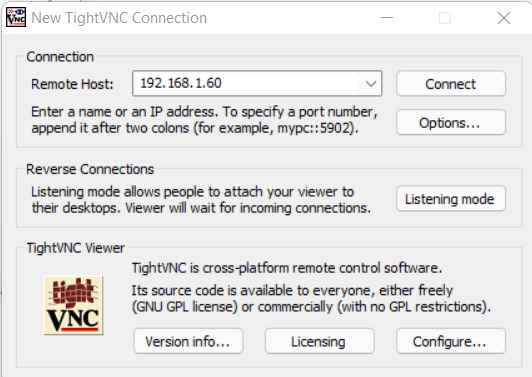 New TightVNC Connection
Connection
Remote Host: 192.168.1.60 Connect
Enter a name or an IP address. To specify a port number,
append it after two colons (for example, mypc::5902).
Options...
Reverse Connections
Listening mode allows people to attach your viewer to
their desktops. Viewer will wait for incoming connections.
Listening mode
TightVNC Viewer
tight
VNC
TightVNC is cross-platform remote control software.
Its source code is available to everyone, either freely
(GNU GPL license) or commercially (with no GPL restrictions).
Version info... Licensing Configure...